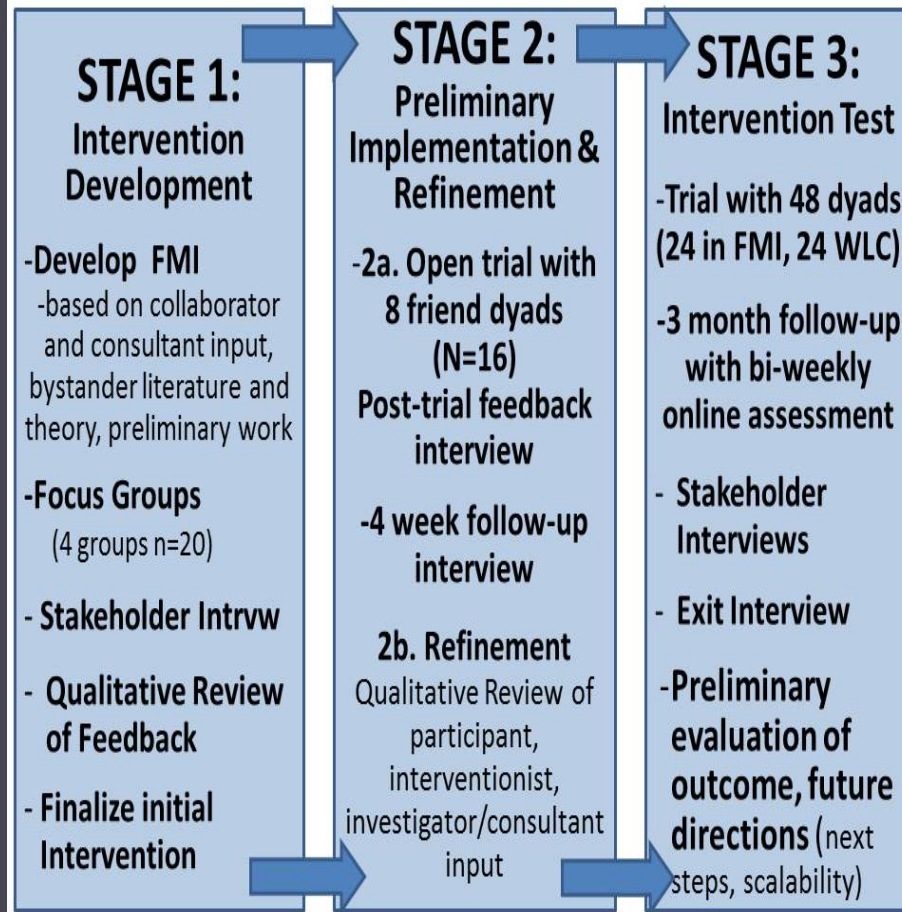 STAGE 1:
Intervention
Development
-Develop FMI
-based on collaborator
and consultant input,
bystander literature and
theory, preliminary work
-Focus Groups
(4 groups n=20)
- Stakeholder Intrvw
- Qualitative Review
of Feedback
- Finalize initial
Intervention
STAGE 2:
Preliminary
Implementation &
Refinement
-2a. Open trial with
8 friend dyads
(N=16)
Post-trial feedback
interview
-4 week follow-up
interview
2b. Refinement
Qualitative Review of
participant,
interventionist,
investigator/consultant
input
STAGE 3:
Intervention Test
-Trial with 48 dyads
(24 in FMI, 24 WLC)
-3 month follow-up
with bi-weekly
online assessment
- Stakeholder
Interviews
- Exit Interview
-Preliminary
evaluation of
outcome, future
directions (next
steps, scalability)